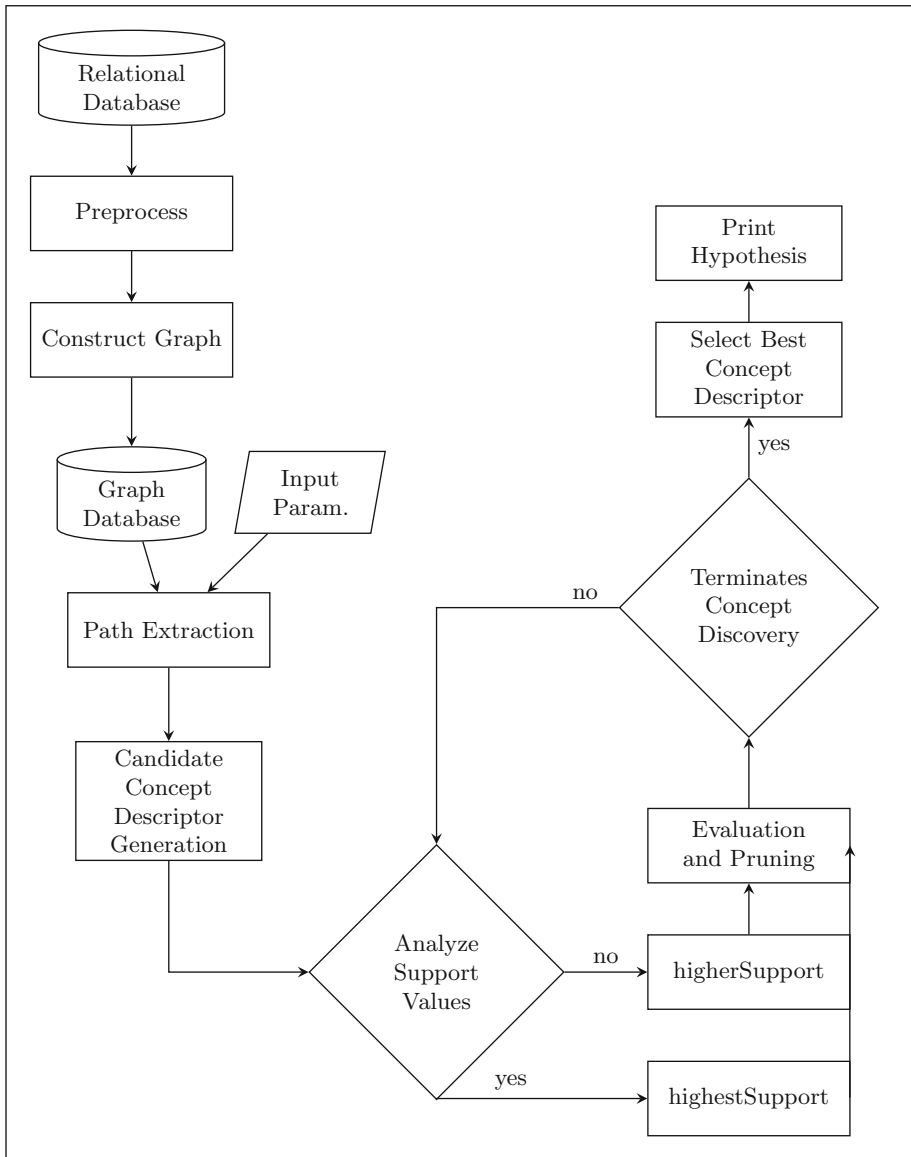 Relational
Database
Preprocess
Construct Graph
Graph
Database
Input
Param.
Path Extraction
Candidate
Concept
Descriptor
Generation
Analyze
Support
Values
no
higherSupport
yes
highestSupport
Evaluation
and Pruning
Terminates
Concept
Discovery
no
yes
Select Best
Concept
Descriptor
Print
Hypothesis